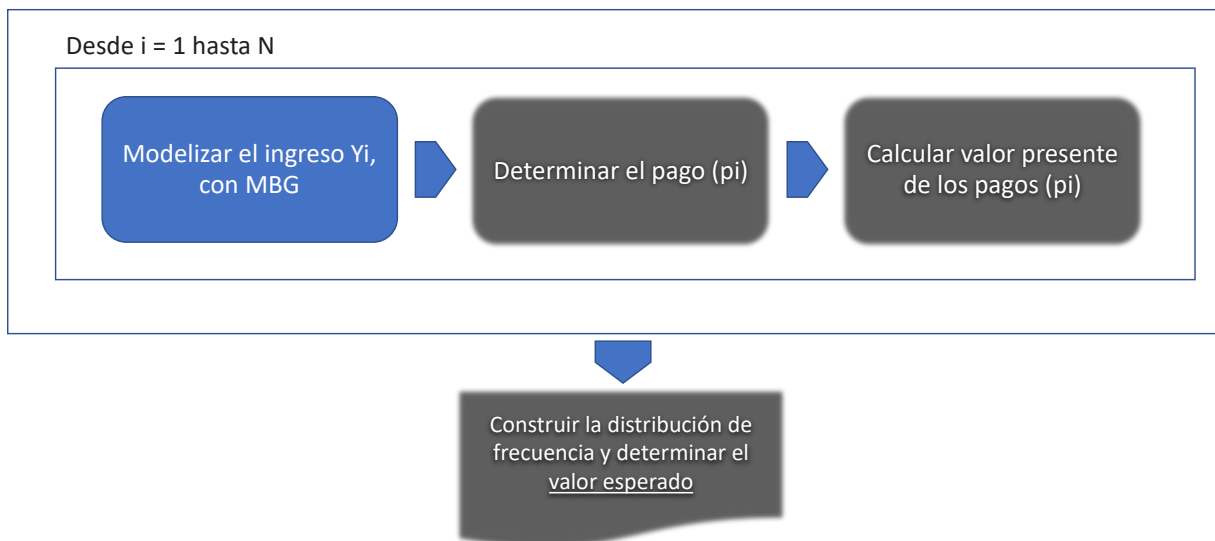 Desde i = 1 hasta N
Modelizar el ingreso Yi,
con MBG
Determinar el pago (pi)
Calcular valor presente
de los pagos (pi)
Construir la distribución de
frecuencia y determinar el
valor esperado